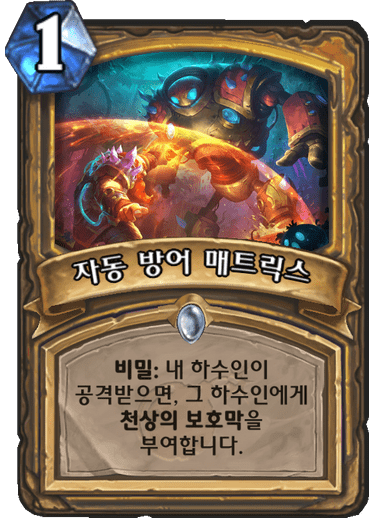 1
자동 방어 매트릭스
비밀: 내 하수인이
공격받으면, 그 하수인에게
천상의 보호막을
부여합니다.